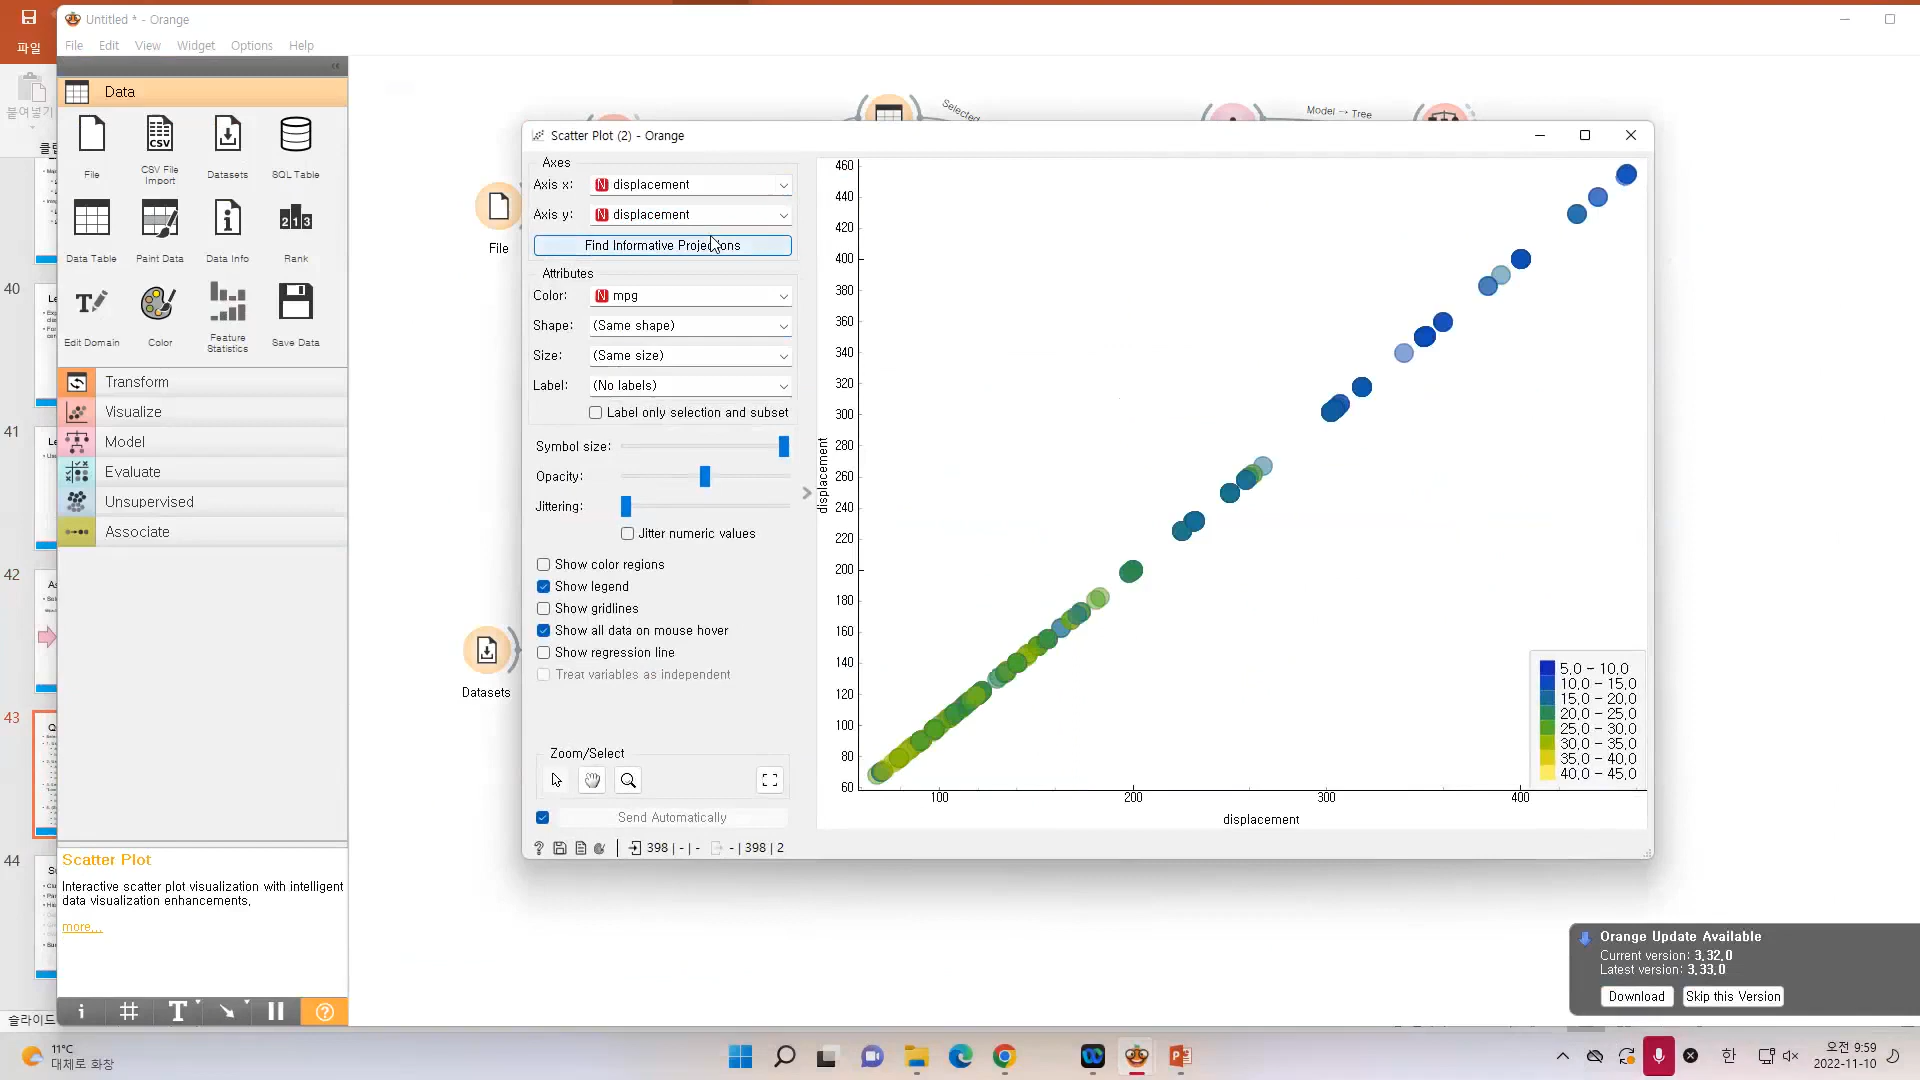 Untitled * - Orange
파일
File Edit View Widget Options Help
붙여넣기
Data
File
CSV File Import
Datasets
SQL Table
Data Table
Paint Data
Data Info
Rank
Edit Domain
Color
Feature Statistics
Save Data
Transform
Visualize
Model
Evaluate
Unsupervised
Associate
Scatter Plot
Interactive scatter plot visualization with intelligent
data visualization enhancements.
more...
40
41
42
43
44
슬라이드
File
Datasets
Selected
Model → Tree
Scatter Plot (2) - Orange
Axes
Axis x: N displacement
Axis y: N displacement
Find Informative Projections
Attributes
Color: N mpg
Shape: (Same shape)
Size: (Same size)
Label: (No labels)
Label only selection and subset
Symbol size:
Opacity:
Jittering:
Jitter numeric values
Show color regions
Show legend
Show gridlines
Show all data on mouse hover
Show regression line
Treat variables as independent
Zoom/Select
Send Automatically
398 | - | - - | 398 | 2
460
440
420
400
380
360
340
320
300
280
260
240
220
200
180
160
140
120
100
80
60
displacement
100 200 300 400
displacement
5.0 - 10.0
10.0 - 15.0
15.0 - 20.0
20.0 - 25.0
25.0 - 30.0
30.0 - 35.0
35.0 - 40.0
40.0 - 45.0
Orange Update Available
Current version: 3.32.0
Latest version: 3.33.0
Download Skip this Version
11°C
대체로 화창
한
오전 9:59
2022-11-10